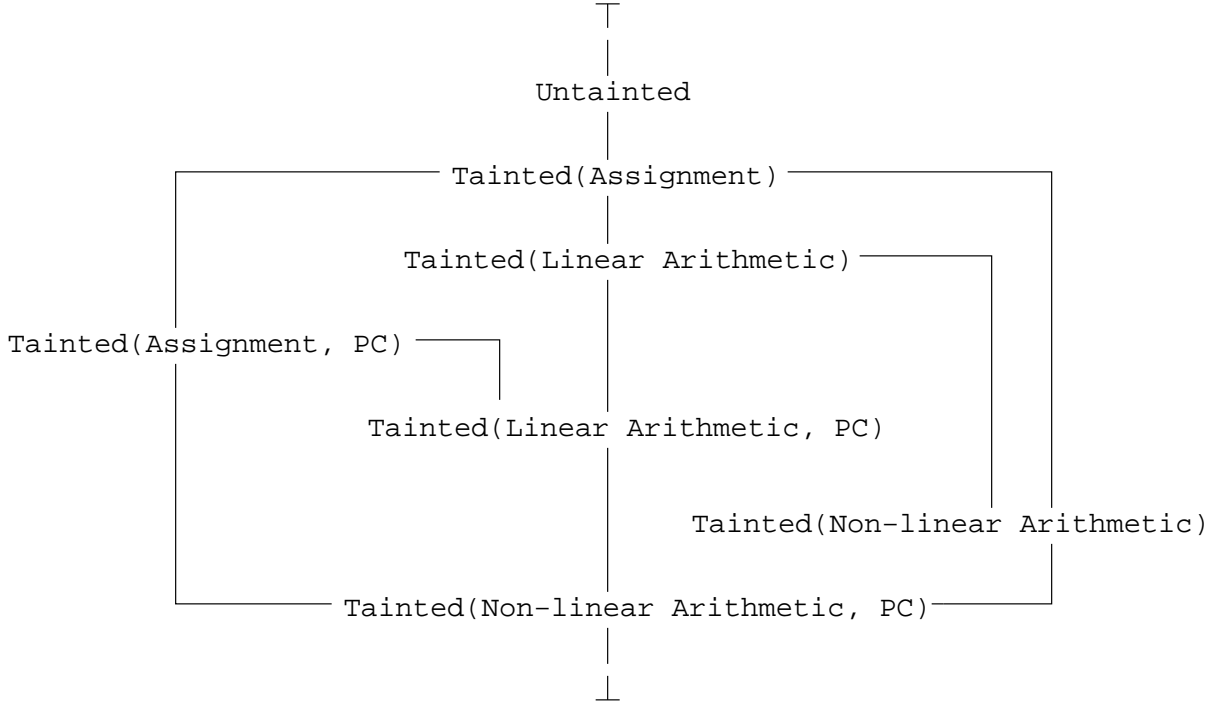 ⊤
Untainted
Tainted(Assignment)
Tainted(Linear Arithmetic)
Tainted(Assignment, PC)
Tainted(Linear Arithmetic, PC)
Tainted(Non-linear Arithmetic)
Tainted(Non-linear Arithmetic, PC)
⊥